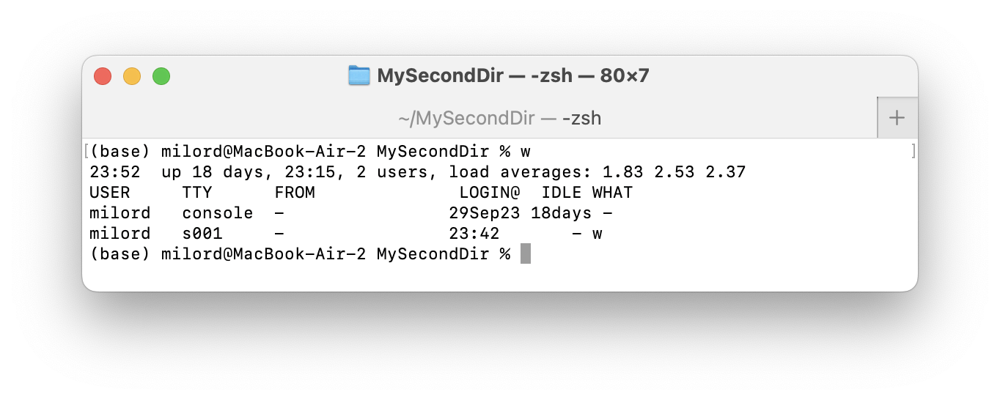 MySecondDir — -zsh — 80×7
~/MySecondDir — -zsh
[(base) milord@MacBook-Air-2 MySecondDir % w ]
23:52  up 18 days, 23:15, 2 users, load averages: 1.83 2.53 2.37
USER     TTY      FROM              LOGIN@  IDLE WHAT
milord   console  -                29Sep23 18days -
milord   s001     -                23:42       - w
(base) milord@MacBook-Air-2 MySecondDir %